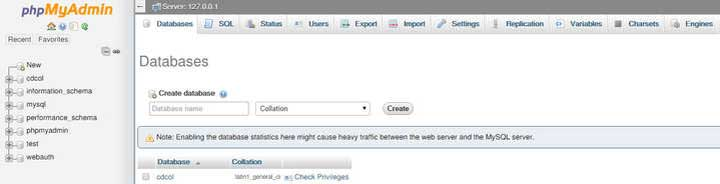 phpMyAdmin
Recent Favorites
New
cdcol
information_schema
mysql
performance_schema
phpmyadmin
test
webauth
Server: 127.0.0.1
Databases SQL Status Users Export Import Settings Replication Variables Charsets Engines
Databases
Create database
Database name Collation Create
Note: Enabling the database statistics here might cause heavy traffic between the web server and the MySQL server.
Database Collation
cdcol latin1_general_ci Check Privileges